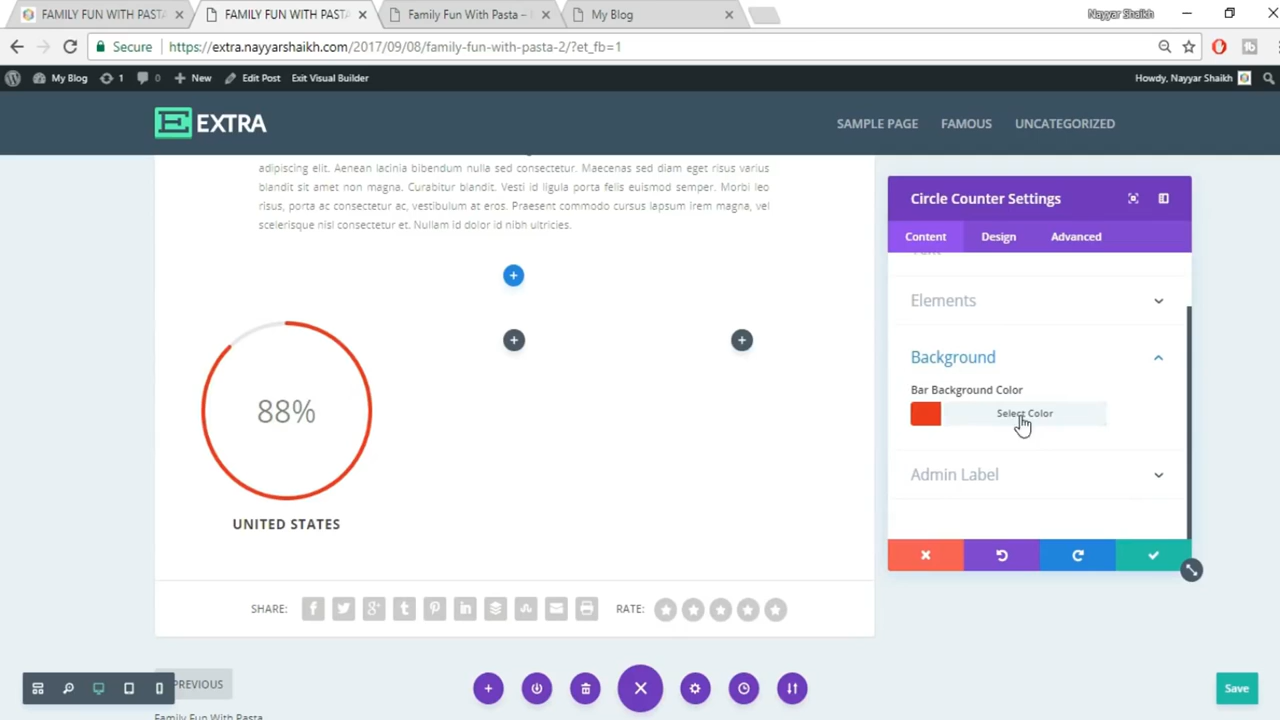 FAMILY FUN WITH PASTA
FAMILY FUN WITH PASTA
Family Fun With Pasta –
My Blog
Nayyar Shaikh
Secure
https://extra.nayyarshaikh.com/2017/09/08/family-fun-with-pasta-2/?et_fb=1
My Blog
1
0
New
Edit Post
Exit Visual Builder
Howdy, Nayyar Shaikh
EXTRA
SAMPLE PAGE
FAMOUS
UNCATEGORIZED
adipiscing elit. Aenean lacinia bibendum nulla sed consectetur. Maecenas sed diam eget risus varius
blandit sit amet non magna. Curabitur blandit. Vesti id ligula porta felis euismod semper. Morbi leo
risus, porta ac consectetur ac, vestibulum at eros. Praesent commodo cursus lapsum irem magna, vel
scelerisque nisl consectetur et. Nullam id dolor id nibh ultricies.
88%
UNITED STATES
Circle Counter Settings
Content
Design
Advanced
Elements
Background
Bar Background Color
Select Color
Admin Label
SHARE:
RATE:
PREVIOUS
Family Fun With Pasta
Save